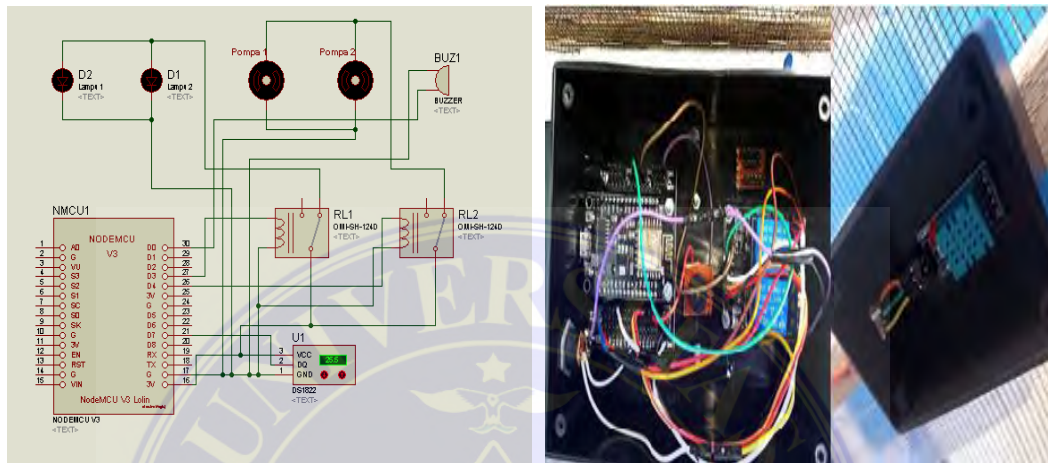 D2
Lampu 1
<TEXT>
D1
Lampu 2
<TEXT>
Pompa 1
Pompa 2
BUZ1
BUZZER
<TEXT>
NMCU1
NODEMCU
V3
1 A0
2 G
3 VU
4 S3
5 S2
6 S1
7 SC
8 S0
9 SK
10 G
11 3V
12 EN
13 RST
14 G
15 VIN
D0 30
D1 29
D2 28
D3 27
D4 26
3V 25
G 24
D5 23
D6 22
D7 21
D8 20
RX 19
TX 18
G 17
3V 16
NodeMCU V3 Lolin
NODEMCU V3
<TEXT>
RL1
OMI-SH-124D
<TEXT>
RL2
OMI-SH-124D
<TEXT>
U1
3 VCC
2 DQ
1 GND
DS1822
<TEXT>
UNIVERSITY